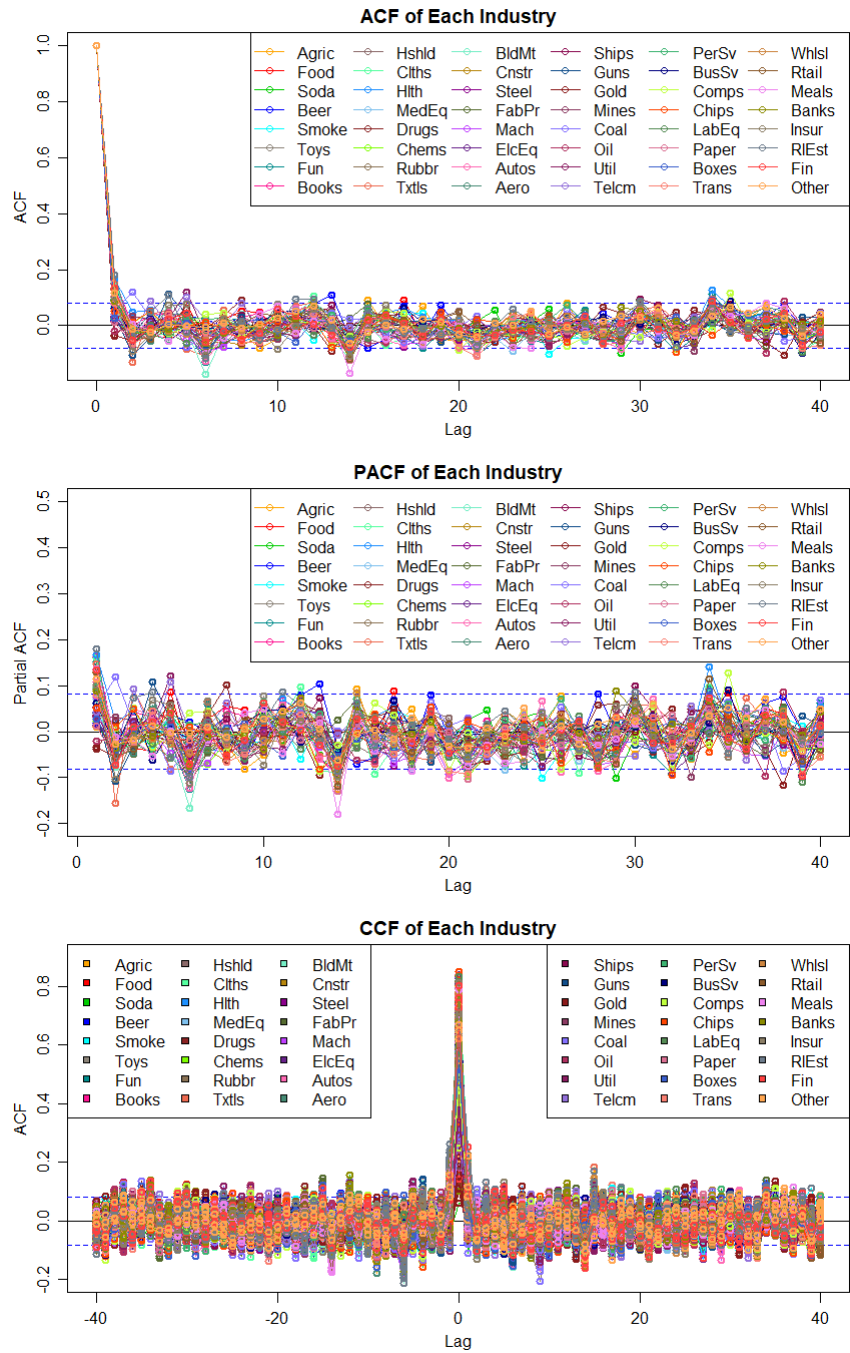 ACF of Each Industry
Agric Hshld BldMt Ships PerSv Whlsl
Food Clths Cnstr Guns BusSv Rtail
Soda Hlth Steel Gold Comps Meals
Beer MedEq FabPr Mines Chips Banks
Smoke Drugs Mach Coal LabEq Insur
Toys Chems ElcEq Oil Paper RlEst
Fun Rubbr Autos Util Boxes Fin
Books Txtls Aero Telcm Trans Other
ACF
1.0
0.8
0.6
0.4
0.2
0.0
0 10 20 30 40
Lag
PACF of Each Industry
Agric Hshld BldMt Ships PerSv Whlsl
Food Clths Cnstr Guns BusSv Rtail
Soda Hlth Steel Gold Comps Meals
Beer MedEq FabPr Mines Chips Banks
Smoke Drugs Mach Coal LabEq Insur
Toys Chems ElcEq Oil Paper RlEst
Fun Rubbr Autos Util Boxes Fin
Books Txtls Aero Telcm Trans Other
Partial ACF
0.5
0.4
0.3
0.2
0.1
0.0
-0.1
-0.2
0 10 20 30 40
Lag
CCF of Each Industry
Agric Hshld BldMt Ships PerSv Whlsl
Food Clths Cnstr Guns BusSv Rtail
Soda Hlth Steel Gold Comps Meals
Beer MedEq FabPr Mines Chips Banks
Smoke Drugs Mach Coal LabEq Insur
Toys Chems ElcEq Oil Paper RlEst
Fun Rubbr Autos Util Boxes Fin
Books Txtls Aero Telcm Trans Other
ACF
0.8
0.6
0.4
0.2
0.0
-0.2
-40 -20 0 20 40
Lag